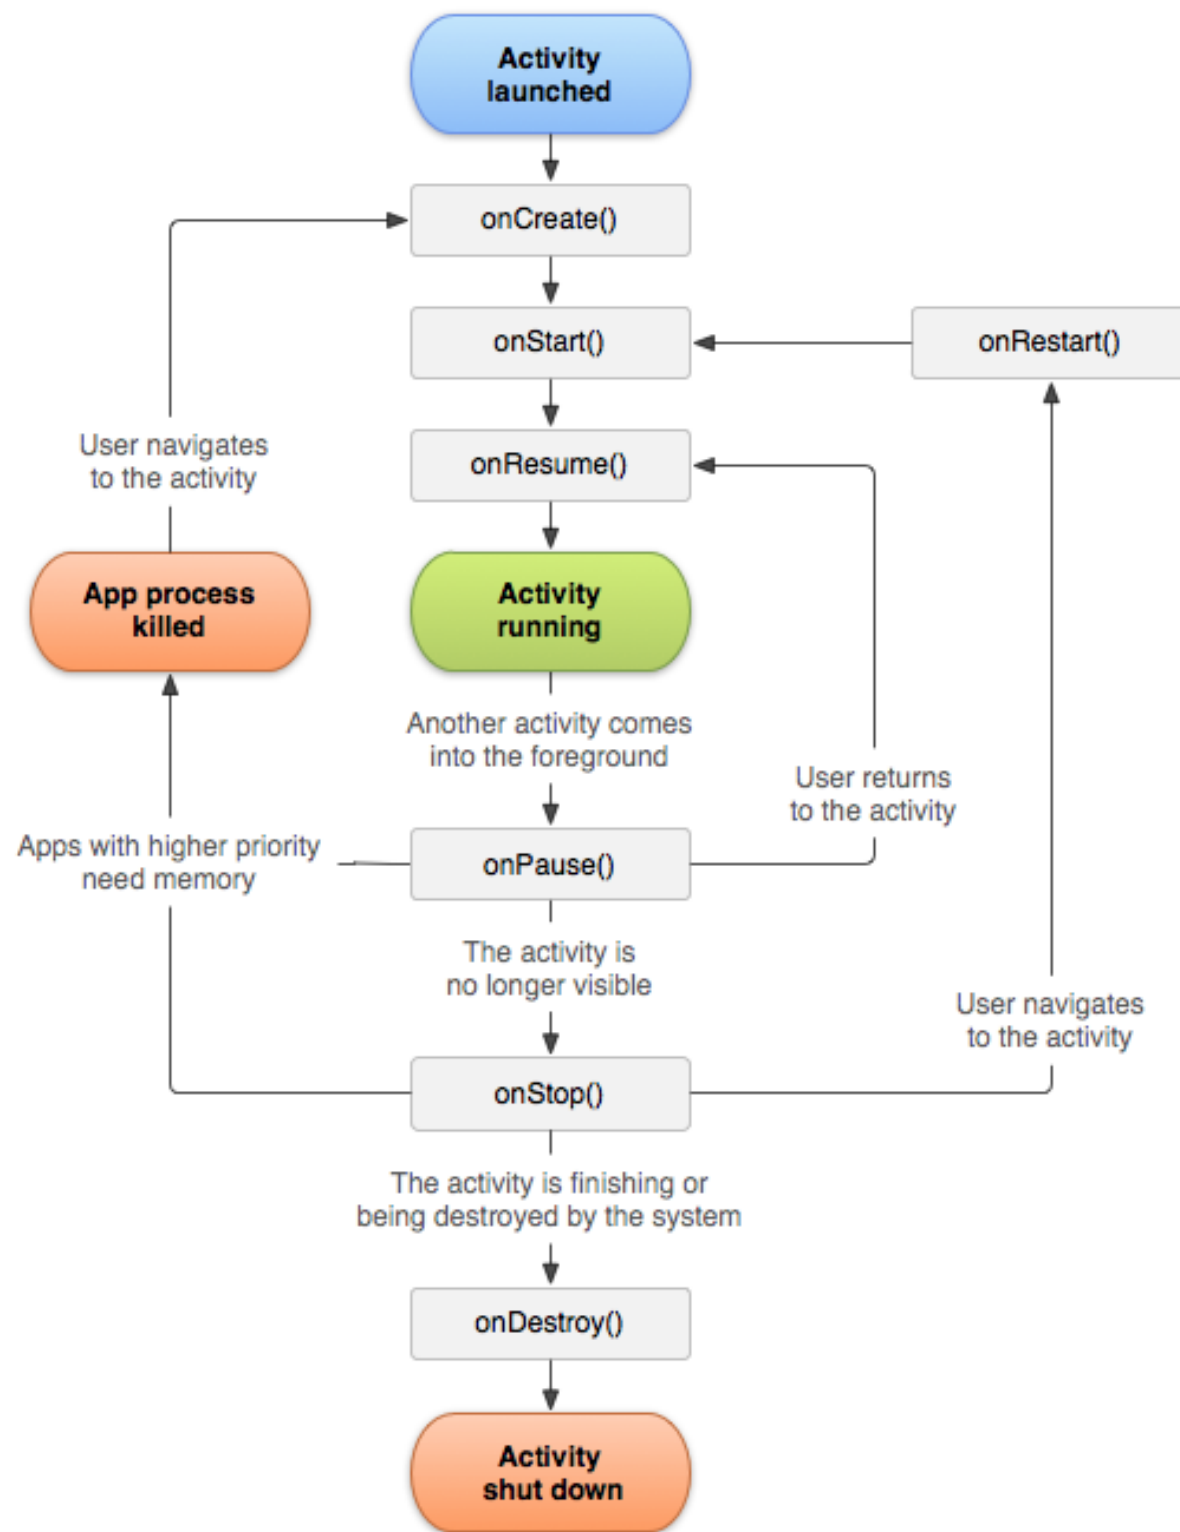 Activity
launched
onCreate()
onStart()
onRestart()
User navigates
to the activity
onResume()
App process
killed
Activity
running
Another activity comes
into the foreground
User returns
to the activity
Apps with higher priority
need memory
onPause()
The activity is
no longer visible
User navigates
to the activity
onStop()
The activity is finishing or
being destroyed by the system
onDestroy()
Activity
shut down